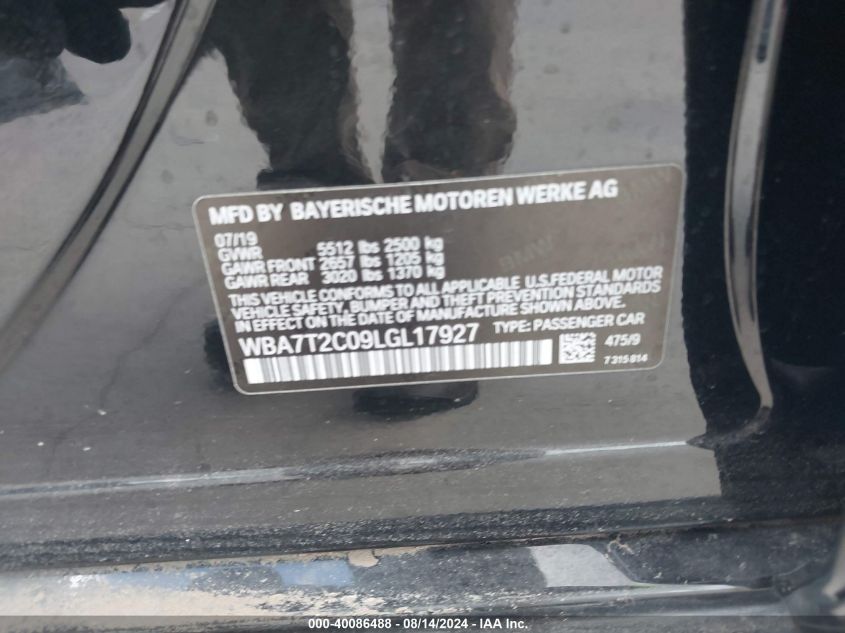 MFD BY BAYERISCHE MOTOREN WERKE AG
07/19
GVWR 5512 lbs 2500 kg
GAWR FRONT 2657 lbs 1205 kg
GAWR REAR 3020 lbs 1370 kg
THIS VEHICLE CONFORMS TO ALL APPLICABLE U.S.FEDERAL MOTOR
VEHICLE SAFETY, BUMPER AND THEFT PREVENTION STANDARDS
IN EFFECT ON THE DATE OF MANUFACTURE SHOWN ABOVE.
WBA7T2C09LGL17927 TYPE: PASSENGER CAR
475/9
7315814
000-40086488 - 08/14/2024 - IAA, Inc.